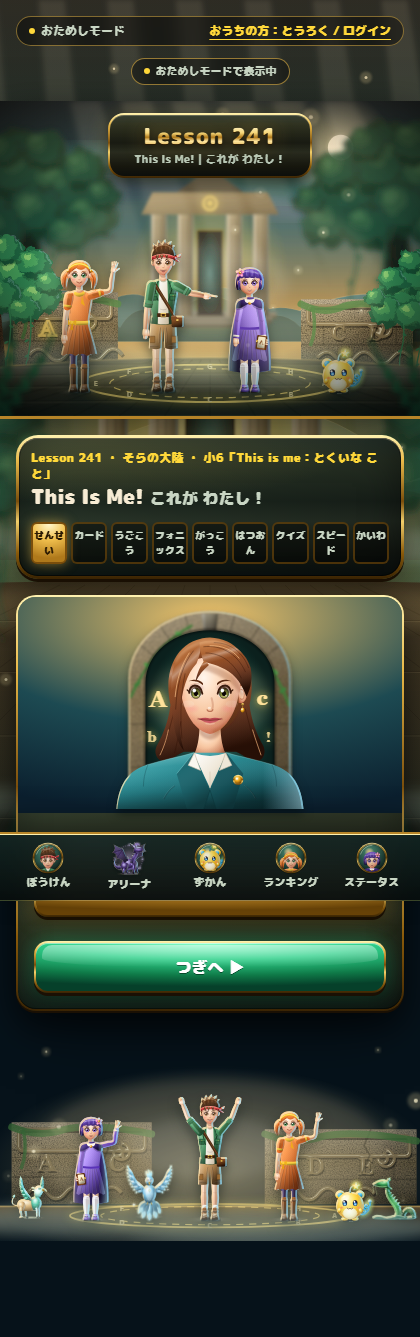 おためしモード
おうちの方：とうろく / ログイン
おためしモードで表示中
Lesson 241
This Is Me! | これが わたし！
A
C
Lesson 241 ・ そらの大陸 ・ 小6「This is me：とくいな こ
と」
This Is Me! これが わたし！
せんせ
い
カード
うごこ
う
フォニ
ックス
がっこ
う
はつお
ん
クイズ
スピー
ド
かいわ
A
c
b
!
ぼうけん
アリーナ
ずかん
ランキング
ステータス
つぎへ ▶
A
D
E